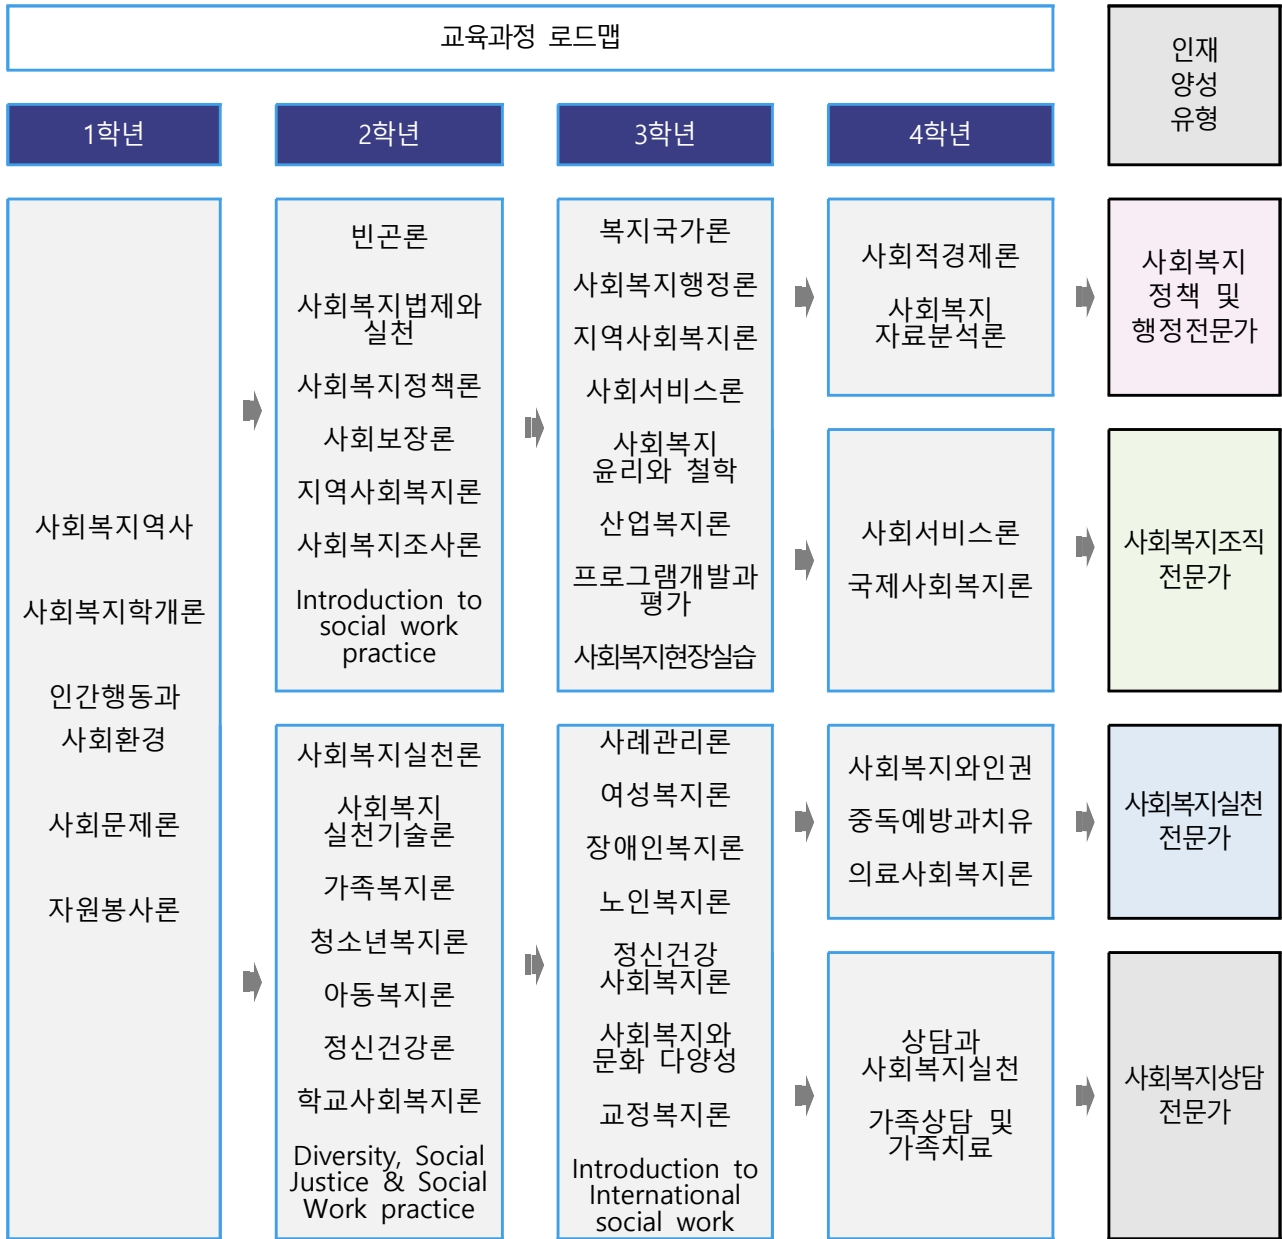 교육과정 로드맵
인재
양성
유형
1학년
2학년
3학년
4학년
사회복지역사
사회복지학개론
인간행동과
사회환경
사회문제론
자원봉사론
빈곤론
사회복지법제와
실천
사회복지정책론
사회보장론
지역사회복지론
사회복지조사론
Introduction to
social work
practice
복지국가론
사회복지행정론
지역사회복지론
사회서비스론
사회복지
윤리와 철학
산업복지론
프로그램개발과
평가
사회복지현장실습
사회적경제론
사회복지
자료분석론
사회복지
정책 및
행정전문가
사회서비스론
국제사회복지론
사회복지조직
전문가
사회복지실천론
사회복지
실천기술론
가족복지론
청소년복지론
아동복지론
정신건강론
학교사회복지론
Diversity, Social
Justice & Social
Work practice
사례관리론
여성복지론
장애인복지론
노인복지론
정신건강
사회복지론
사회복지와
문화 다양성
교정복지론
Introduction to
International
social work
사회복지와인권
중독예방과치유
의료사회복지론
사회복지실천
전문가
상담과
사회복지실천
가족상담 및
가족치료
사회복지상담
전문가